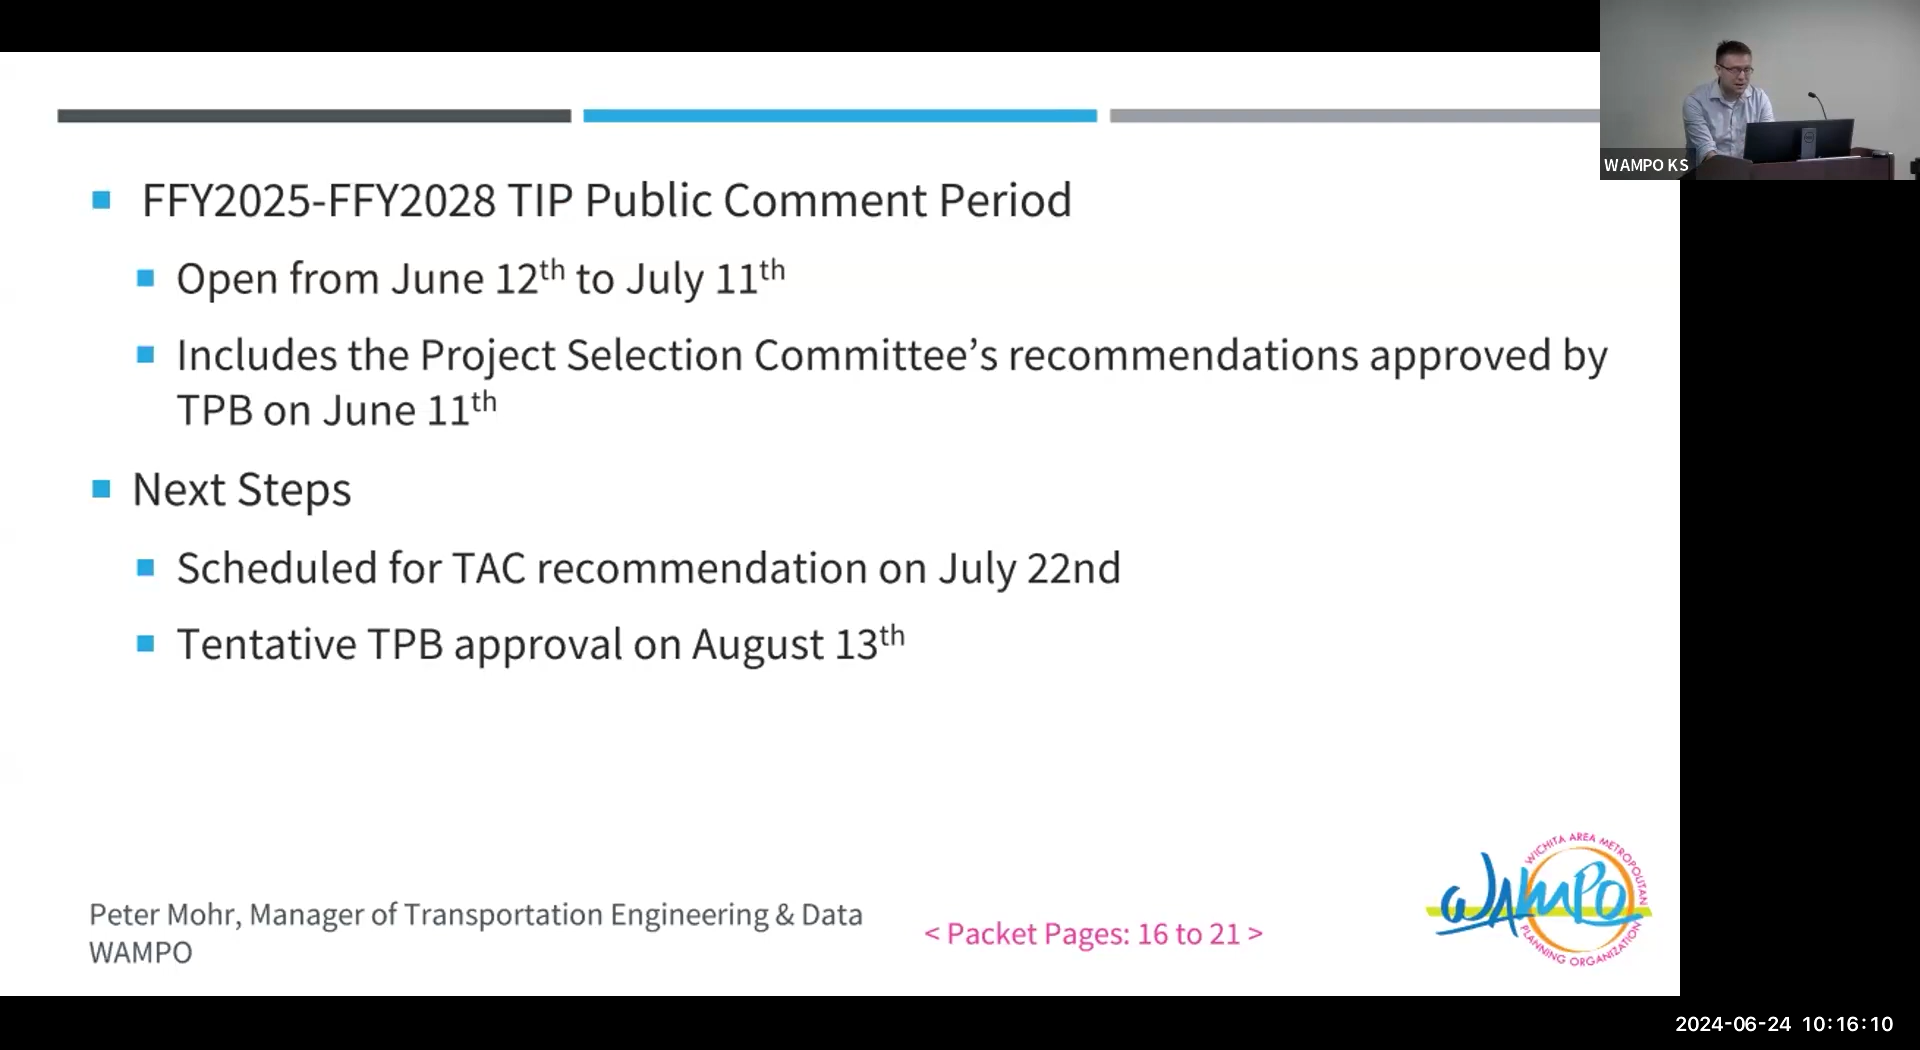 WAMPO KS
FFY2025-FFY2028 TIP Public Comment Period
Open from June 12th to July 11th
Includes the Project Selection Committee’s recommendations approved by
TPB on June 11th
Next Steps
Scheduled for TAC recommendation on July 22nd
Tentative TPB approval on August 13th
Peter Mohr, Manager of Transportation Engineering & Data
WAMPO
< Packet Pages: 16 to 21 >
WICHITA AREA METROPOLITAN
WAMPO
PLANNING ORGANIZATION
2024-06-24 10:16:10